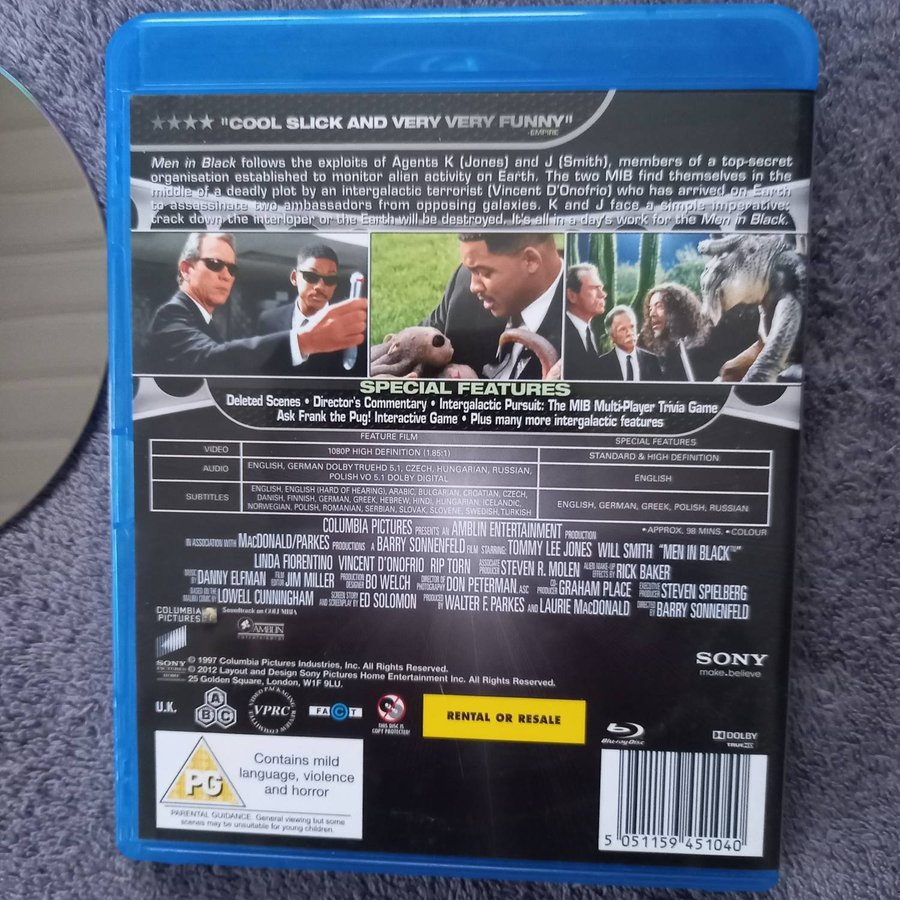 ★★★★ "COOL SLICK AND VERY VERY FUNNY"
-EMPIRE
Men in Black follows the exploits of Agents K (Jones) and J (Smith), members of a top-secret
organisation established to monitor alien activity on Earth. The two MIB find themselves in the
middle of a deadly plot by an intergalactic terrorist (Vincent D'Onofrio) who has arrived on Earth
to assassinate two ambassadors from opposing galaxies. K and J face a simple imperative:
track down the interloper or the Earth will be destroyed. It's all in a day's work for the Men in Black.
SPECIAL FEATURES
Deleted Scenes • Director's Commentary • Intergalactic Pursuit: The MIB Multi-Player Trivia Game
Ask Frank the Pug! Interactive Game • Plus many more intergalactic features
FEATURE FILM SPECIAL FEATURES
VIDEO 1080P HIGH DEFINITION (1.85:1) STANDARD & HIGH DEFINITION
AUDIO ENGLISH, GERMAN DOLBY TRUEHD 5.1, CZECH, HUNGARIAN, RUSSIAN,
POLISH VO 5.1 DOLBY DIGITAL ENGLISH
SUBTITLES ENGLISH, ENGLISH (HARD OF HEARING), ARABIC, BULGARIAN, CROATIAN, CZECH,
DANISH, FINNISH, GERMAN, GREEK, HEBREW, HINDI, HUNGARIAN, ICELANDIC
NORWEGIAN, POLISH, ROMANIAN, SERBIAN, SLOVAK, SLOVENE, SWEDISH, TURKISH ENGLISH, GERMAN, GREEK, POLISH, RUSSIAN
COLUMBIA PICTURES PRESENTS AN AMBLIN ENTERTAINMENT PRODUCTION • APPROX. 98 MINS. • COLOUR
IN ASSOCIATION WITH MACDONALD/PARKES PRODUCTIONS A BARRY SONNENFELD FILM STARRING: TOMMY LEE JONES WILL SMITH "MEN IN BLACK™"
LINDA FIORENTINO VINCENT D'ONOFRIO RIP TORN ASSOCIATE PRODUCER STEVEN R. MOLEN ALIEN MAKE-UP EFFECTS BY RICK BAKER
MUSIC BY DANNY ELFMAN FILM EDITOR JIM MILLER PRODUCTION DESIGNER BO WELCH DIRECTOR OF PHOTOGRAPHY DON PETERMAN, ASC CO-PRODUCER GRAHAM PLACE EXECUTIVE PRODUCER STEVEN SPIELBERG
BASED ON THE MALIBU COMIC BY LOWELL CUNNINGHAM SCREEN STORY AND SCREENPLAY BY ED SOLOMON PRODUCED BY WALTER F. PARKES AND LAURIE MACDONALD DIRECTED BY BARRY SONNENFELD
COLUMBIA PICTURES
Soundtrack on COLUMBIA
AMBLIN
ENTERTAINMENT
SONY
PICTURES
HOME
© 1997 Columbia Pictures Industries, Inc. All Rights Reserved.
© 2012 Layout and Design Sony Pictures Home Entertainment Inc. All Rights Reserved.
25 Golden Square, London, W1F 9LU.
SONY
make.believe
U.K.
A
B C
VIDEO PACKAGING REVIEW COMMITTEE
VPRC
FACT
THIS DISC IS
COPY PROTECTED
RENTAL OR RESALE
Blu-ray Disc
DOLBY
TRUEHD
PG
Contains mild
language, violence
and horror
PARENTAL GUIDANCE. General viewing but some
scenes may be unsuitable for young children.
5 051159 451040